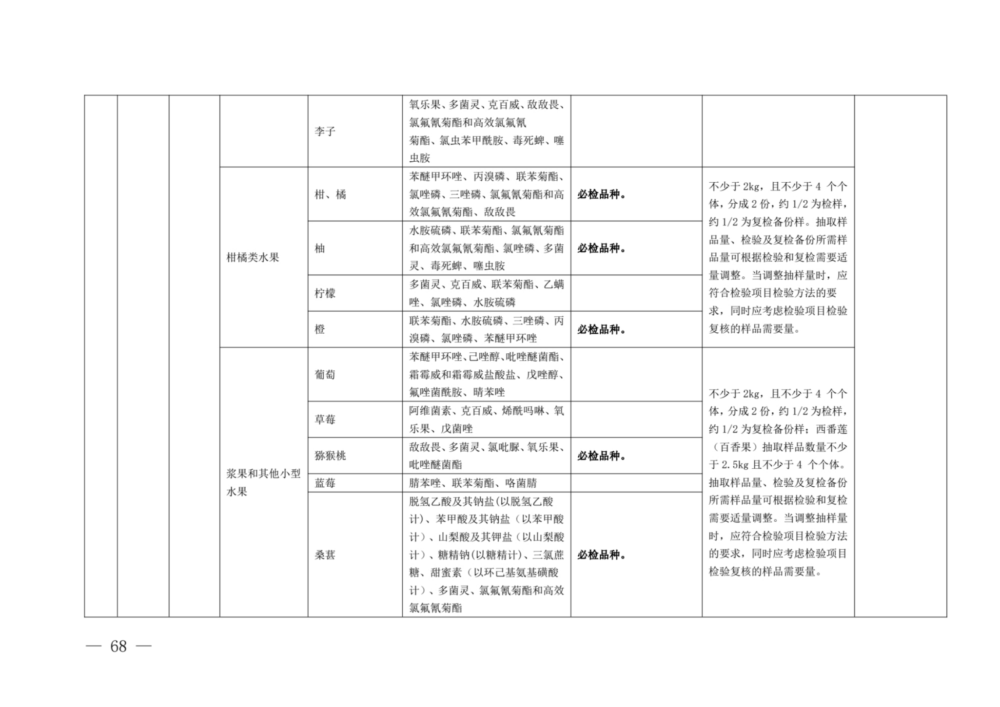 李子
氧乐果、多菌灵、克百威、敌敌畏、
氯氟氰菊酯和高效氯氟氰
菊酯、氯虫苯甲酰胺、毒死蜱、噻
虫胺
柑橘类水果
柑、橘
苯醚甲环唑、丙溴磷、联苯菊酯、
氯唑磷、三唑磷、氯氟氰菊酯和高
效氯氟氰菊酯、敌敌畏
必检品种。
柚
水胺硫磷、联苯菊酯、氯氟氰菊酯
和高效氯氟氰菊酯、氯唑磷、多菌
灵、毒死蜱、噻虫胺
必检品种。
柠檬
多菌灵、克百威、联苯菊酯、乙螨
唑、氯唑磷、水胺硫磷
橙
联苯菊酯、水胺硫磷、三唑磷、丙
溴磷、氯唑磷、苯醚甲环唑
必检品种。
不少于 2kg，且不少于 4 个个
体，分成 2 份，约 1/2 为检样，
约 1/2 为复检备份样。抽取样
品量、检验及复检备份所需样
品量可根据检验和复检需要适
量调整。当调整抽样量时，应
符合检验项目检验方法的要
求，同时应考虑检验项目检验
复核的样品需要量。
浆果和其他小型
水果
葡萄
苯醚甲环唑、己唑醇、吡唑醚菌酯、
霜霉威和霜霉威盐酸盐、戊唑醇、
氟唑菌酰胺、晴苯唑
草莓
阿维菌素、克百威、烯酰吗啉、氧
乐果、戊菌唑
猕猴桃
敌敌畏、多菌灵、氯吡脲、氧乐果、
吡唑醚菌酯
必检品种。
蓝莓
腈苯唑、联苯菊酯、咯菌腈
桑葚
脱氢乙酸及其钠盐(以脱氢乙酸
计)、苯甲酸及其钠盐（以苯甲酸
计）、山梨酸及其钾盐（以山梨酸
计）、糖精钠(以糖精计)、三氯蔗
糖、甜蜜素（以环己基氨基磺酸
计）、多菌灵、氯氟氰菊酯和高效
氯氟氰菊酯
必检品种。
不少于 2kg，且不少于 4 个个
体，分成 2 份，约 1/2 为检样，
约 1/2 为复检备份样；西番莲
（百香果）抽取样品数量不少
于 2.5kg 且不少于 4 个个体。
抽取样品量、检验及复检备份
所需样品量可根据检验和复检
需要适量调整。当调整抽样量
时，应符合检验项目检验方法
的要求，同时应考虑检验项目
检验复核的样品需要量。
— 68 —